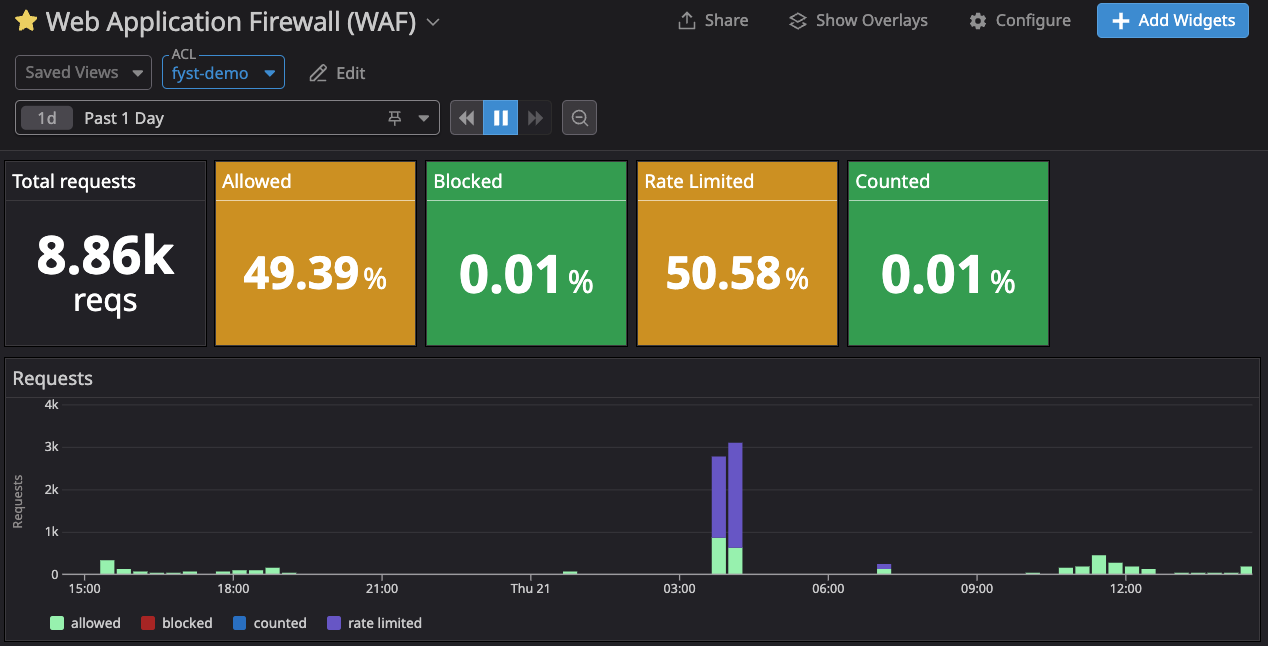 Web Application Firewall (WAF)
Share
Show Overlays
Configure
Add Widgets
Saved Views
ACL
fyst-demo
Edit
1d Past 1 Day
Total requests
8.86k
reqs
Allowed
49.39 %
Blocked
0.01 %
Rate Limited
50.58 %
Counted
0.01 %
Requests
Requests
4k
3k
2k
1k
0
15:00 18:00 21:00 Thu 21 03:00 06:00 09:00 12:00
allowed blocked counted rate limited